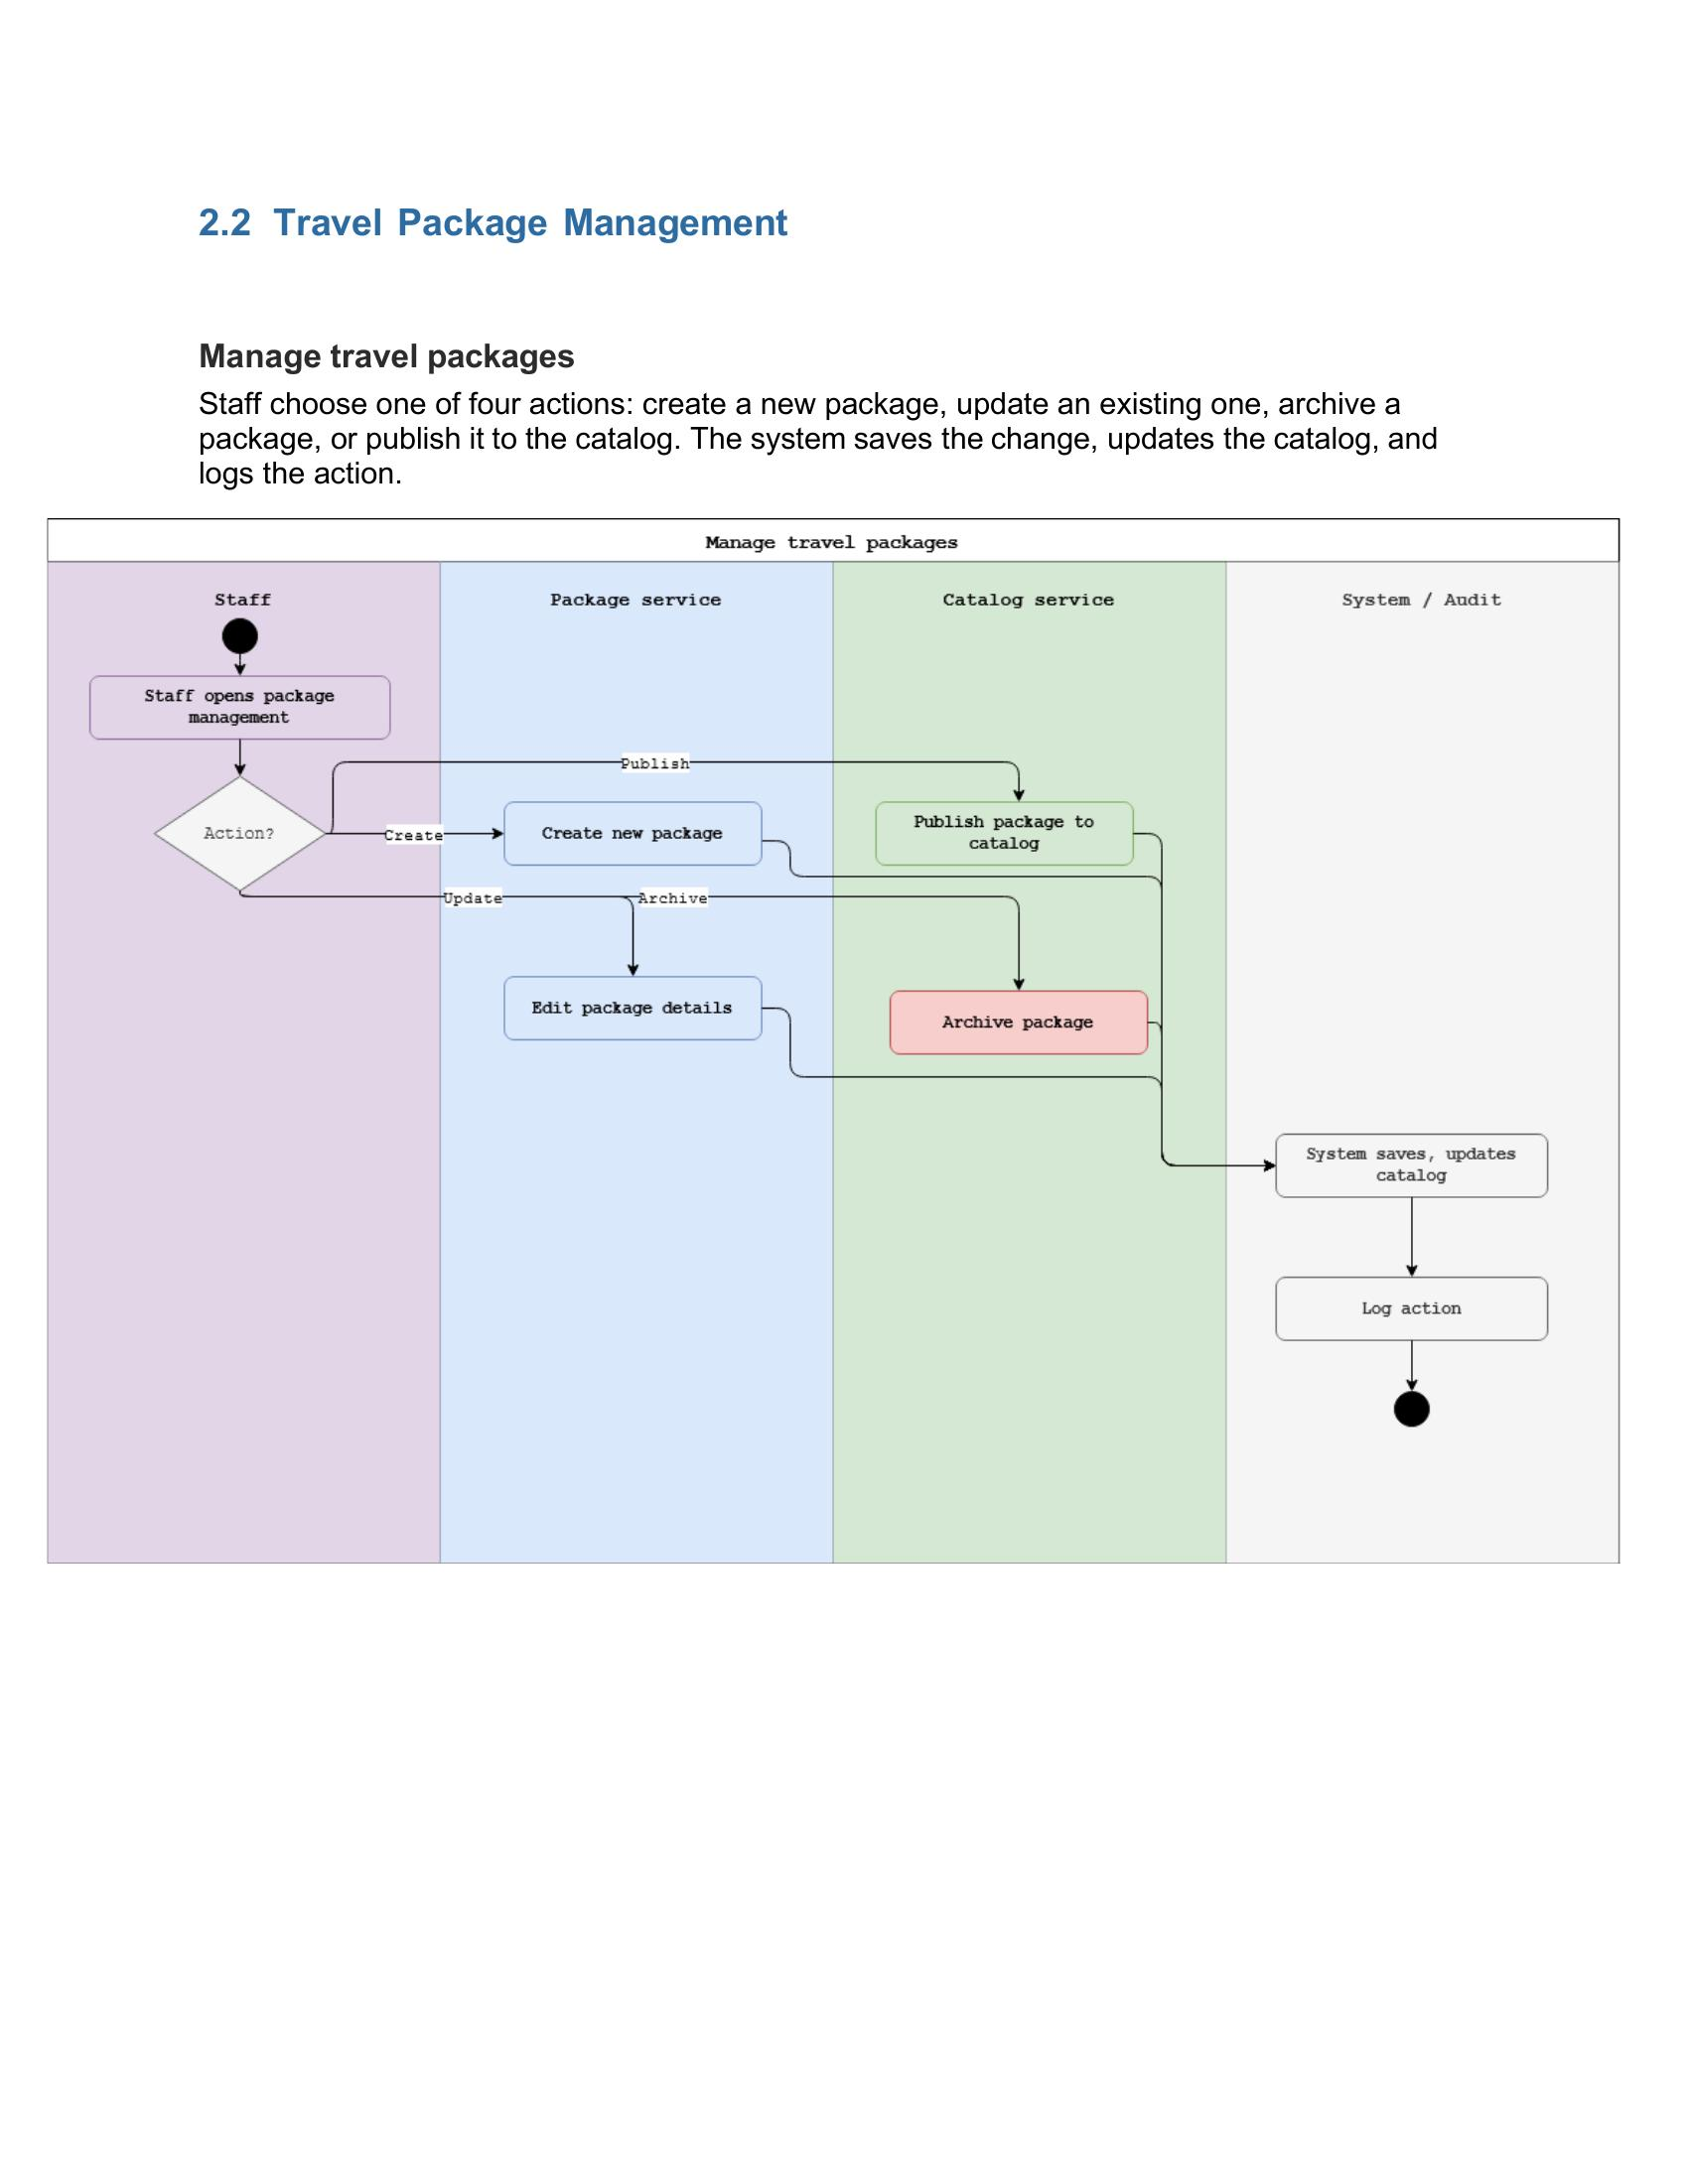 2.2 Travel Package Management
Manage travel packages
Staff choose one of four actions: create a new package, update an existing one, archive a
package, or publish it to the catalog. The system saves the change, updates the catalog, and
logs the action.
Manage travel packages
Staff
Package service
Catalog service
System / Audit
Staff opens package
management
Publish
Action?
Create
Create new package
Publish package to
catalog
Update
Archive
Edit package details
Archive package
System saves, updates
catalog
Log action